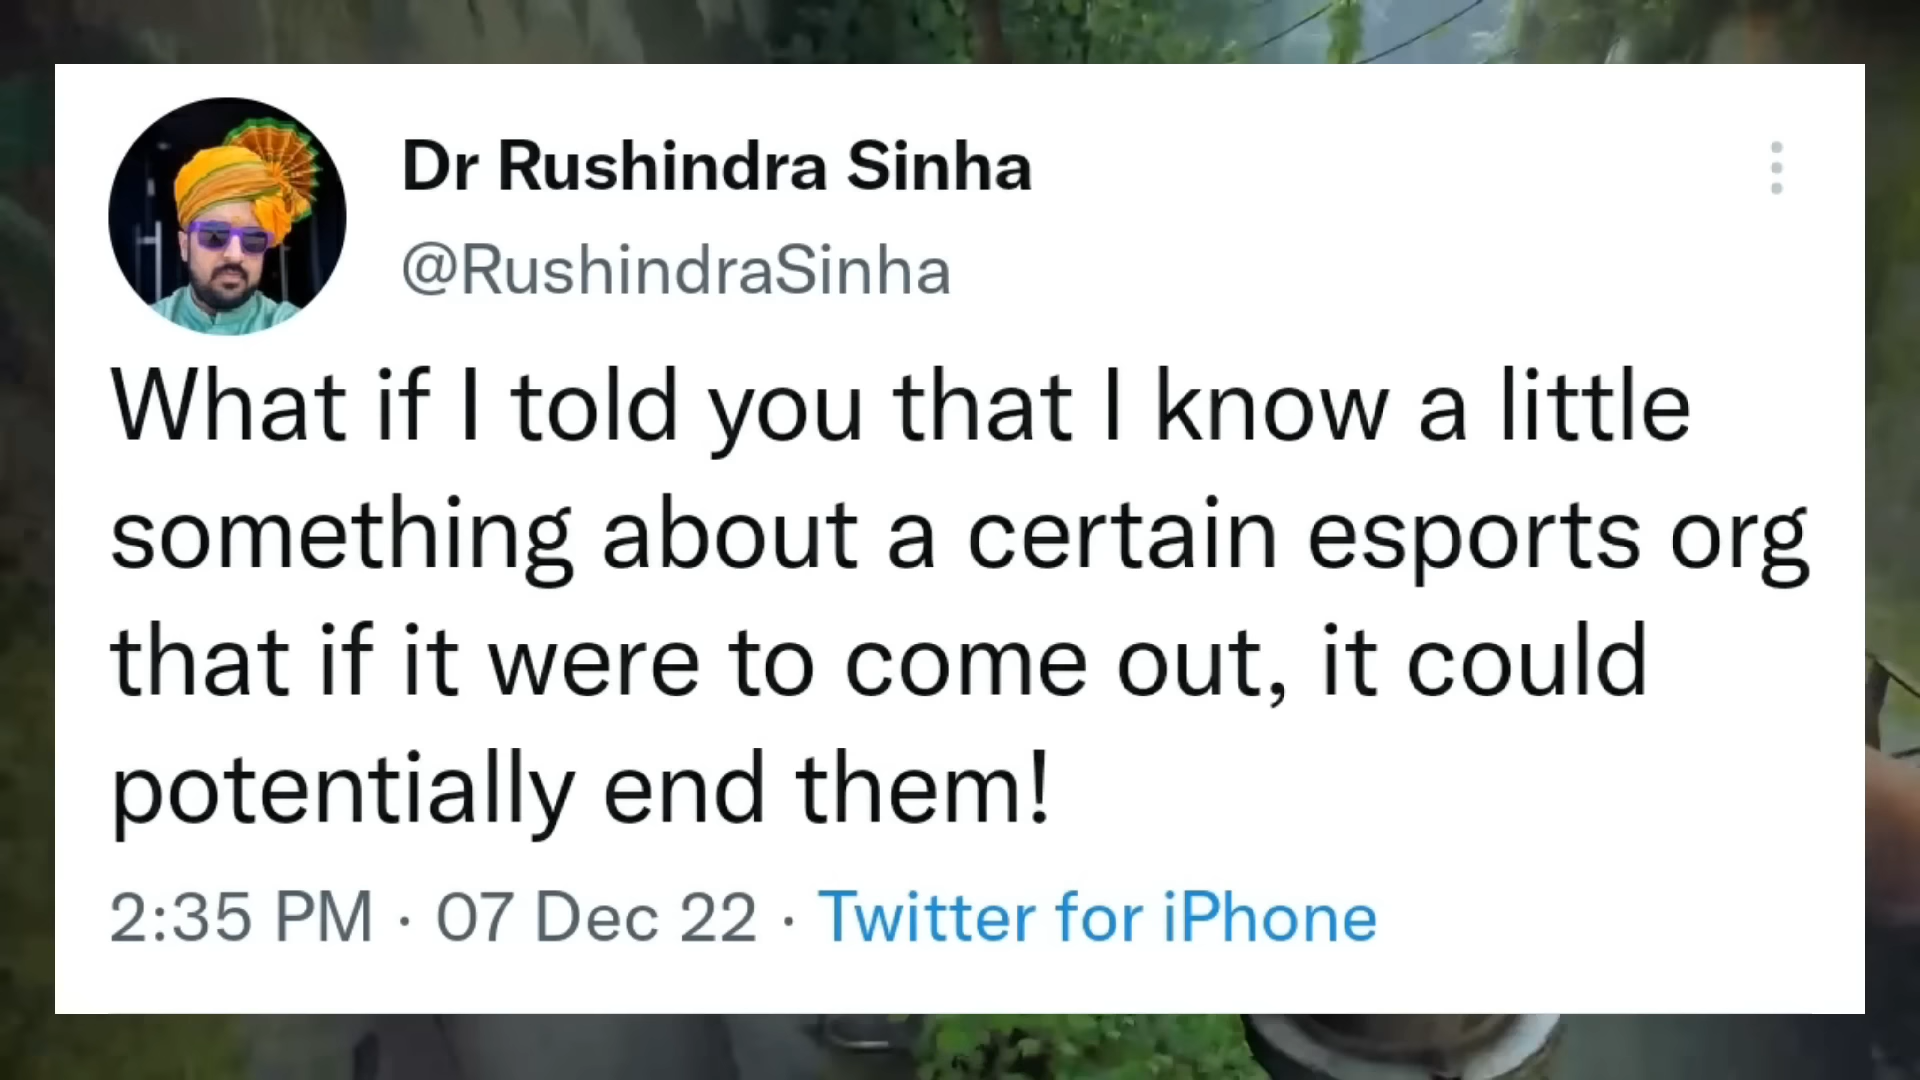 Dr Rushindra Sinha
@RushindraSinha
What if I told you that I know a little
something about a certain esports org
that if it were to come out, it could
potentially end them!
2:35 PM · 07 Dec 22 · Twitter for iPhone